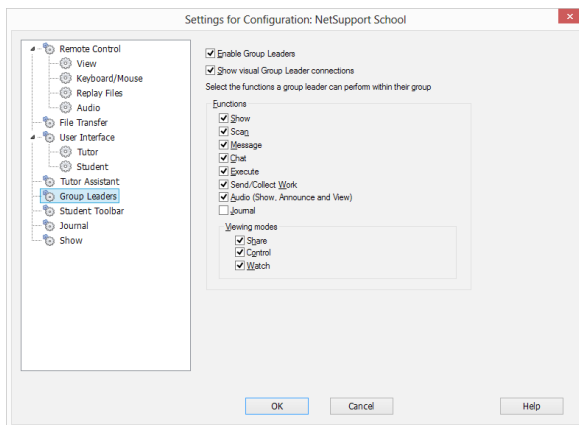 Settings for Configuration: NetSupport School
Remote Control
View
Keyboard/Mouse
Replay Files
Audio
File Transfer
User Interface
Tutor
Student
Tutor Assistant
Group Leaders
Student Toolbar
Journal
Show
Enable Group Leaders
Show visual Group Leader connections
Select the functions a group leader can perform within their group
Functions
Show
Scan
Message
Chat
Execute
Send/Collect Work
Audio (Show, Announce and View)
Journal
Viewing modes
Share
Control
Watch
OK Cancel Help